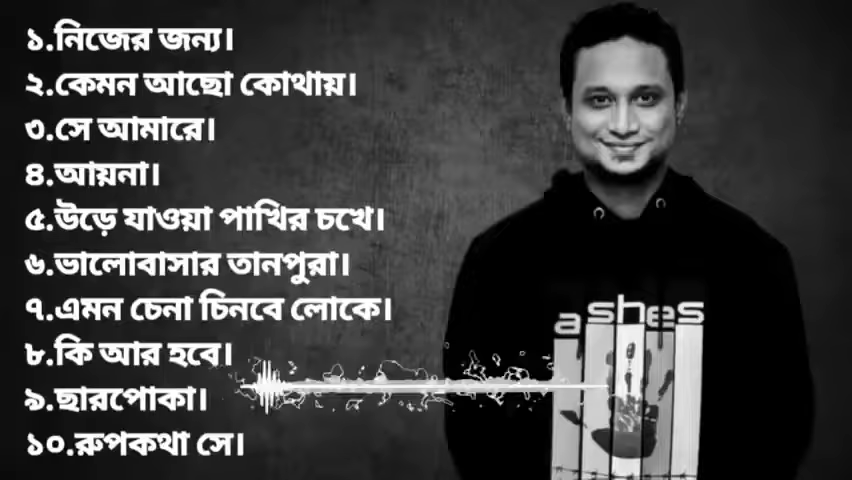 ১.নিজের জন্য।
২.কেমন আছো কোথায়।
৩.সে আমারে।
৪.আয়না।
৫.উড়ে যাওয়া পাখির চখে।
৬.ভালোবাসার তানপুরা।
৭.এমন চেনা চিনবে লোকে।
৮.কি আর হবে।
৯.ছারপোকা।
১০.রুপকথা সে।
ashes